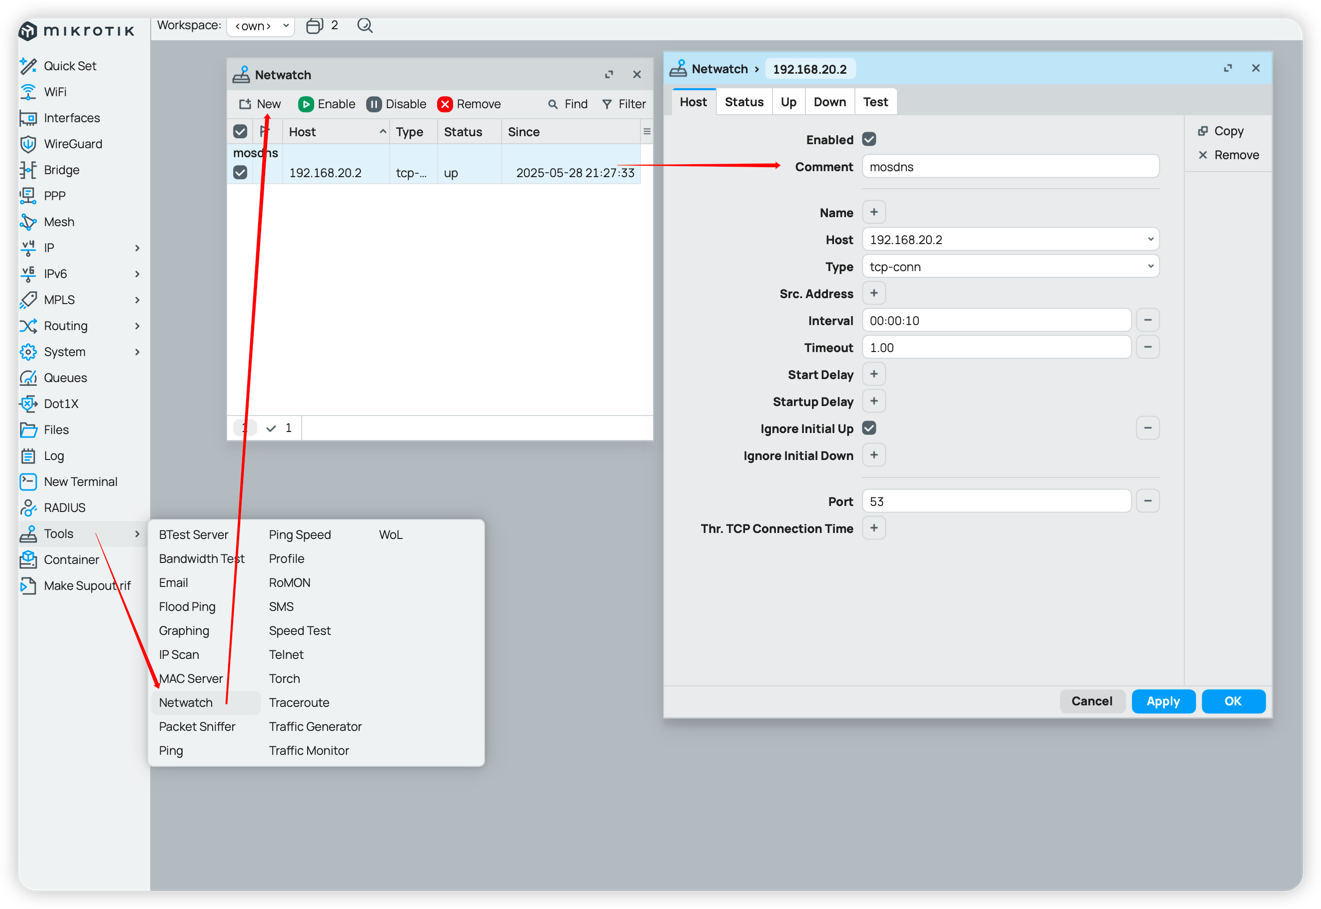 MIKROTIK
Workspace: <own> 2
Quick Set
WiFi
Interfaces
WireGuard
Bridge
PPP
Mesh
IP
IPv6
MPLS
Routing
System
Queues
Dot1X
Files
Log
New Terminal
RADIUS
Tools
Container
Make Supout.rif
Netwatch
New Enable Disable Remove Find Filter
Host Type Status Since
mosdns
192.168.20.2 tcp-... up 2025-05-28 21:27:33
1 1
BTest Server Ping Speed WoL
Bandwidth Test Profile
Email RoMON
Flood Ping SMS
Graphing Speed Test
IP Scan Telnet
MAC Server Torch
Netwatch Traceroute
Packet Sniffer Traffic Generator
Ping Traffic Monitor
Netwatch > 192.168.20.2
Host Status Up Down Test
Enabled
Comment mosdns
Name +
Host 192.168.20.2
Type tcp-conn
Src. Address +
Interval 00:00:10 −
Timeout 1.00 −
Start Delay +
Startup Delay +
Ignore Initial Up −
Ignore Initial Down +
Port 53 −
Thr. TCP Connection Time +
Copy
Remove
Cancel Apply OK